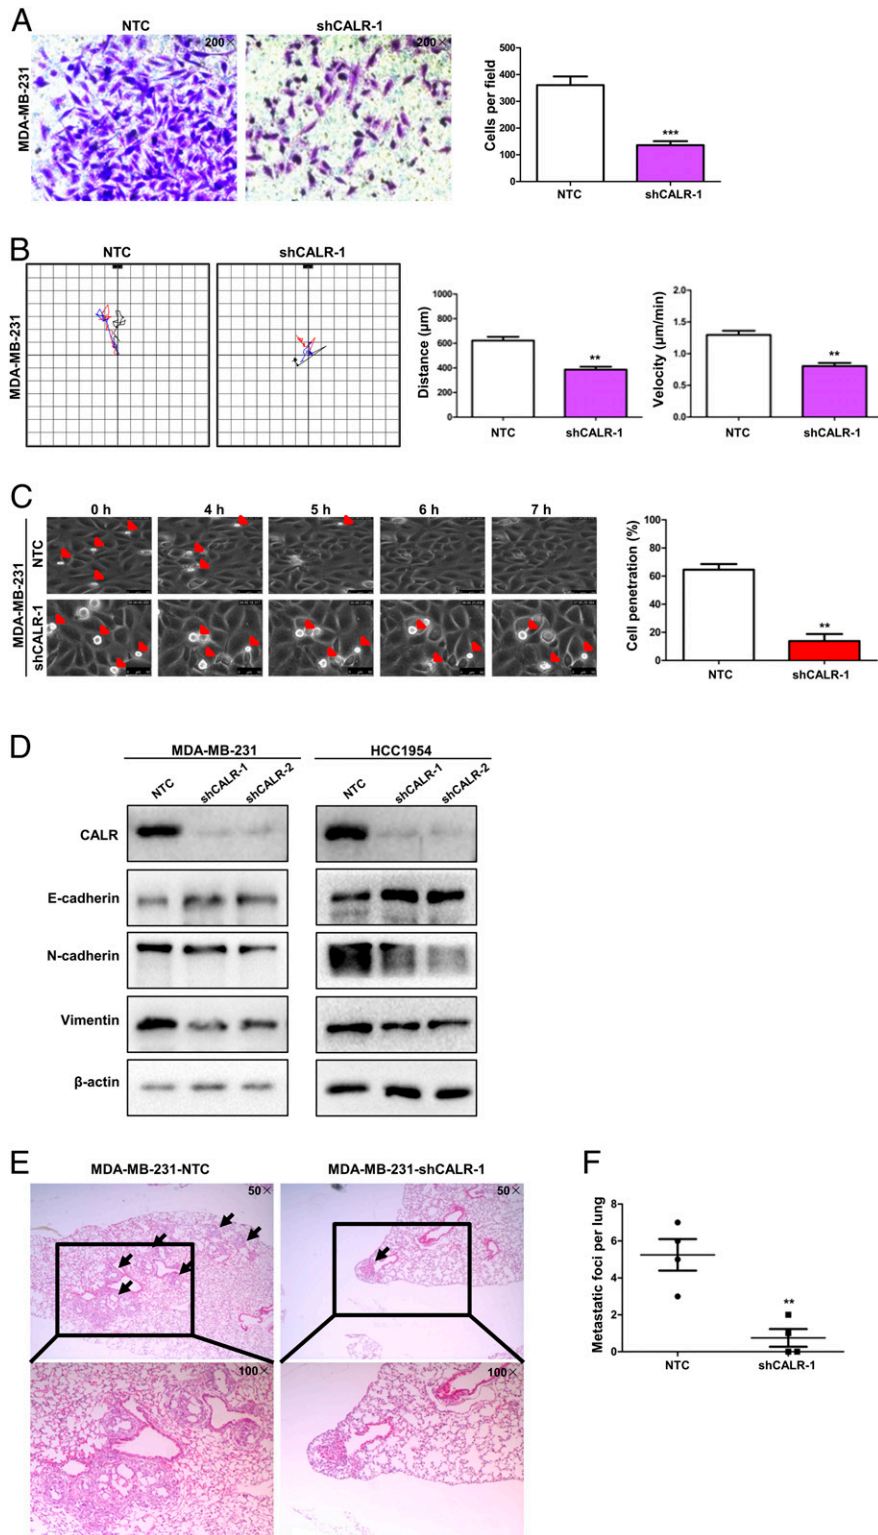 A
NTC
shCALR-1
MDA-MB-231
200×
200×
Cells per field
500
400
300
200
100
0
***
NTC
shCALR-1
B
NTC
shCALR-1
MDA-MB-231
Distance (μm)
1000
800
600
400
200
0
**
NTC
shCALR-1
Velocity (μm/min)
2.0
1.5
1.0
0.5
0.0
**
NTC
shCALR-1
C
0 h
4 h
5 h
6 h
7 h
MDA-MB-231
NTC
shCALR-1
Cell penetration (%)
100
80
60
40
20
0
**
NTC
shCALR-1
D
MDA-MB-231
HCC1954
NTC
shCALR-1
shCALR-2
NTC
shCALR-1
shCALR-2
CALR
E-cadherin
N-cadherin
Vimentin
β-actin
E
MDA-MB-231-NTC
MDA-MB-231-shCALR-1
50×
50×
100×
100×
F
Metastatic foci per lung
8
6
4
2
0
**
NTC
shCALR-1